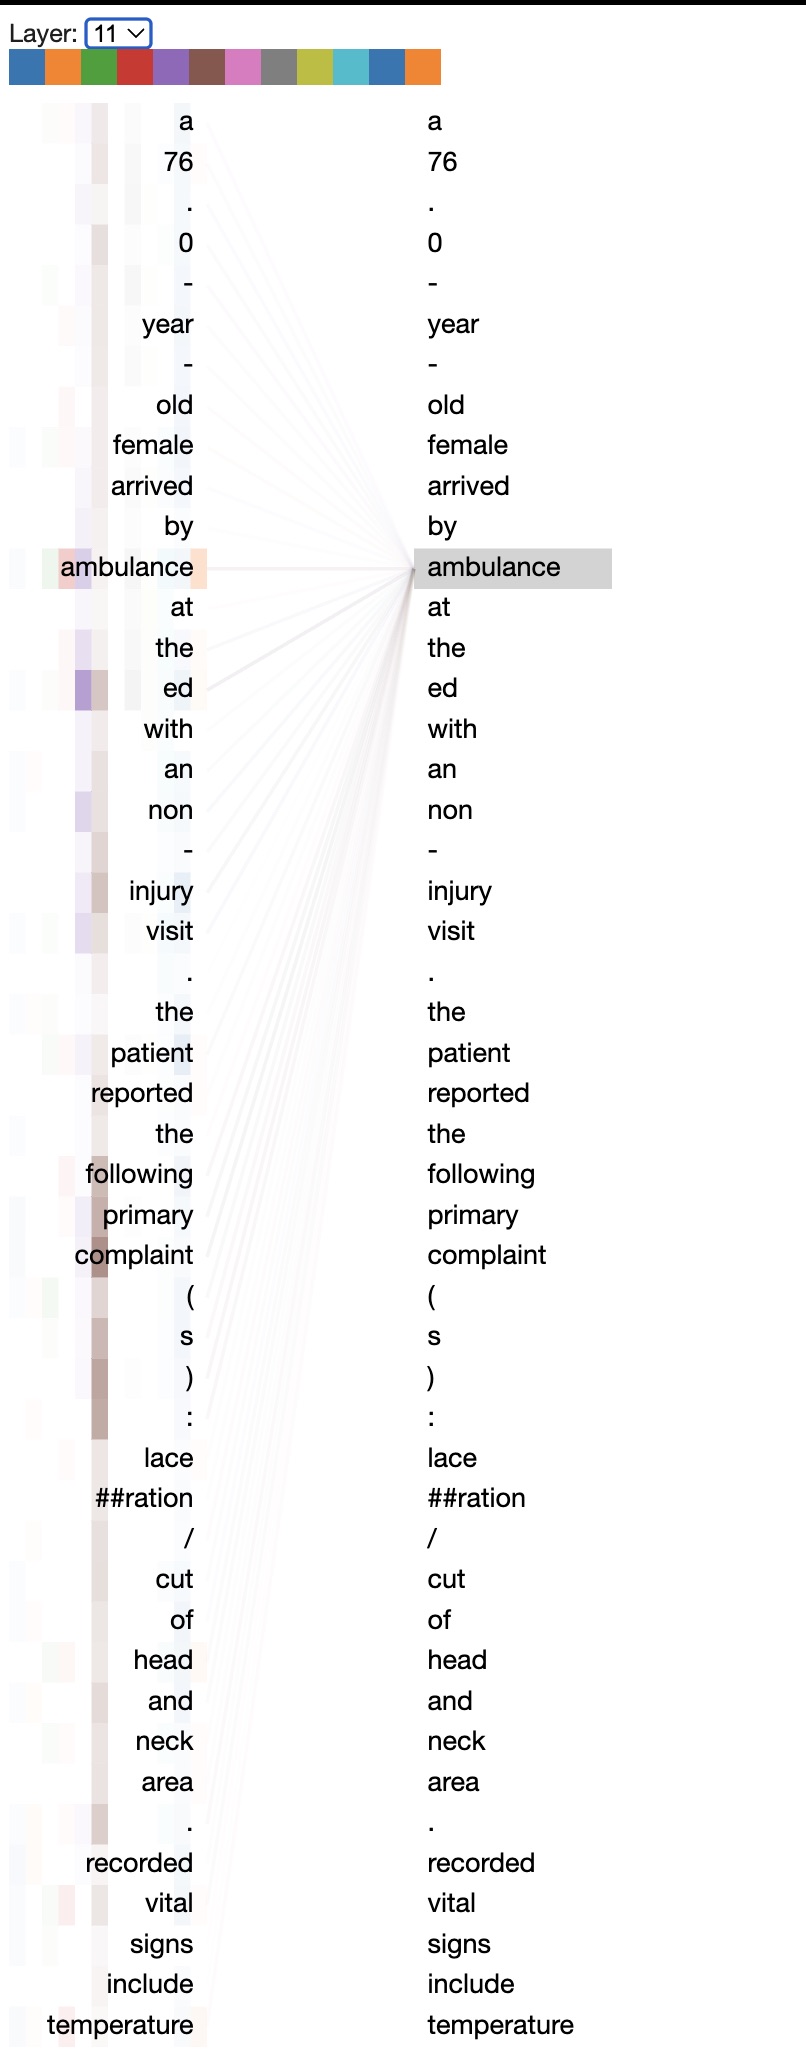 Layer: 11
a a
76 76
. .
0 0
- -
year year
- -
old old
female female
arrived arrived
by by
ambulance ambulance
at at
the the
ed ed
with with
an an
non non
- -
injury injury
visit visit
. .
the the
patient patient
reported reported
the the
following following
primary primary
complaint complaint
( (
s s
) )
: :
lace lace
##ration ##ration
/ /
cut cut
of of
head head
and and
neck neck
area area
. .
recorded recorded
vital vital
signs signs
include include
temperature temperature